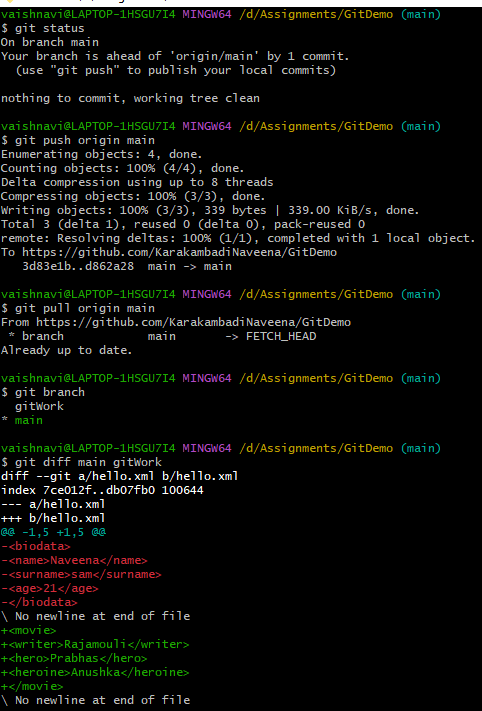 vaishnavi@LAPTOP-1HSGU7I4 MINGW64 /d/Assignments/GitDemo (main)
$ git status
On branch main
Your branch is ahead of 'origin/main' by 1 commit.
  (use "git push" to publish your local commits)

nothing to commit, working tree clean

vaishnavi@LAPTOP-1HSGU7I4 MINGW64 /d/Assignments/GitDemo (main)
$ git push origin main
Enumerating objects: 4, done.
Counting objects: 100% (4/4), done.
Delta compression using up to 8 threads
Compressing objects: 100% (3/3), done.
Writing objects: 100% (3/3), 339 bytes | 339.00 KiB/s, done.
Total 3 (delta 1), reused 0 (delta 0), pack-reused 0
remote: Resolving deltas: 100% (1/1), completed with 1 local object.
To https://github.com/KarakambadiNaveena/GitDemo
   3d83e1b..d862a28  main -> main

vaishnavi@LAPTOP-1HSGU7I4 MINGW64 /d/Assignments/GitDemo (main)
$ git pull origin main
From https://github.com/KarakambadiNaveena/GitDemo
 * branch            main       -> FETCH_HEAD
Already up to date.

vaishnavi@LAPTOP-1HSGU7I4 MINGW64 /d/Assignments/GitDemo (main)
$ git branch
  gitWork
* main

vaishnavi@LAPTOP-1HSGU7I4 MINGW64 /d/Assignments/GitDemo (main)
$ git diff main gitWork
diff --git a/hello.xml b/hello.xml
index 7ce012f..db07fb0 100644
--- a/hello.xml
+++ b/hello.xml
@@ -1,5 +1,5 @@
-<biodata>
-<name>Naveena</name>
-<surname>sam</surname>
-<age>21</age>
-</biodata>
\ No newline at end of file
+<movie>
+<writer>Rajamouli</writer>
+<hero>Prabhas</hero>
+<heroine>Anushka</heroine>
+</movie>
\ No newline at end of file